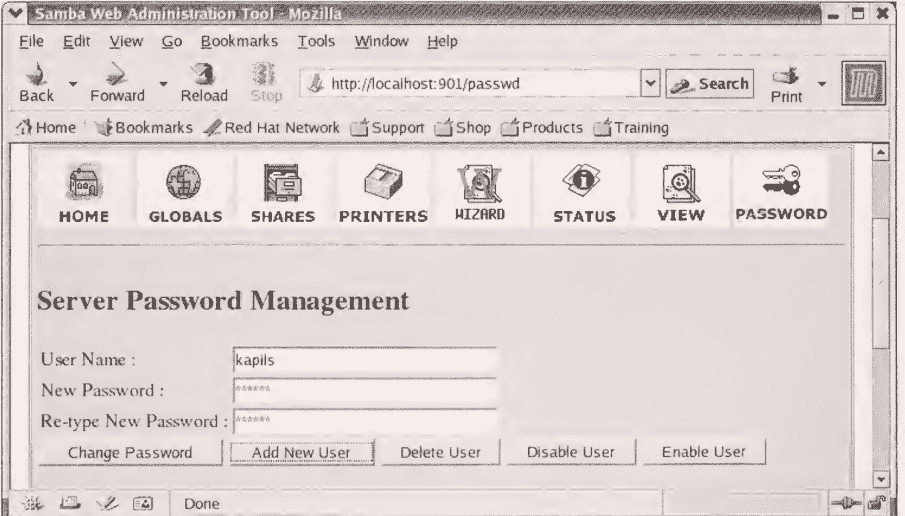 Samba Web Administration Tool - Mozilla
File Edit View Go Bookmarks Tools Window Help
Back Forward Reload Stop http://localhost:901/passwd Search Print
Home Bookmarks Red Hat Network Support Shop Products Training
HOME GLOBALS SHARES PRINTERS WIZARD STATUS VIEW PASSWORD
Server Password Management
User Name : kapils
New Password : ******
Re-type New Password : ******
Change Password Add New User Delete User Disable User Enable User
Done